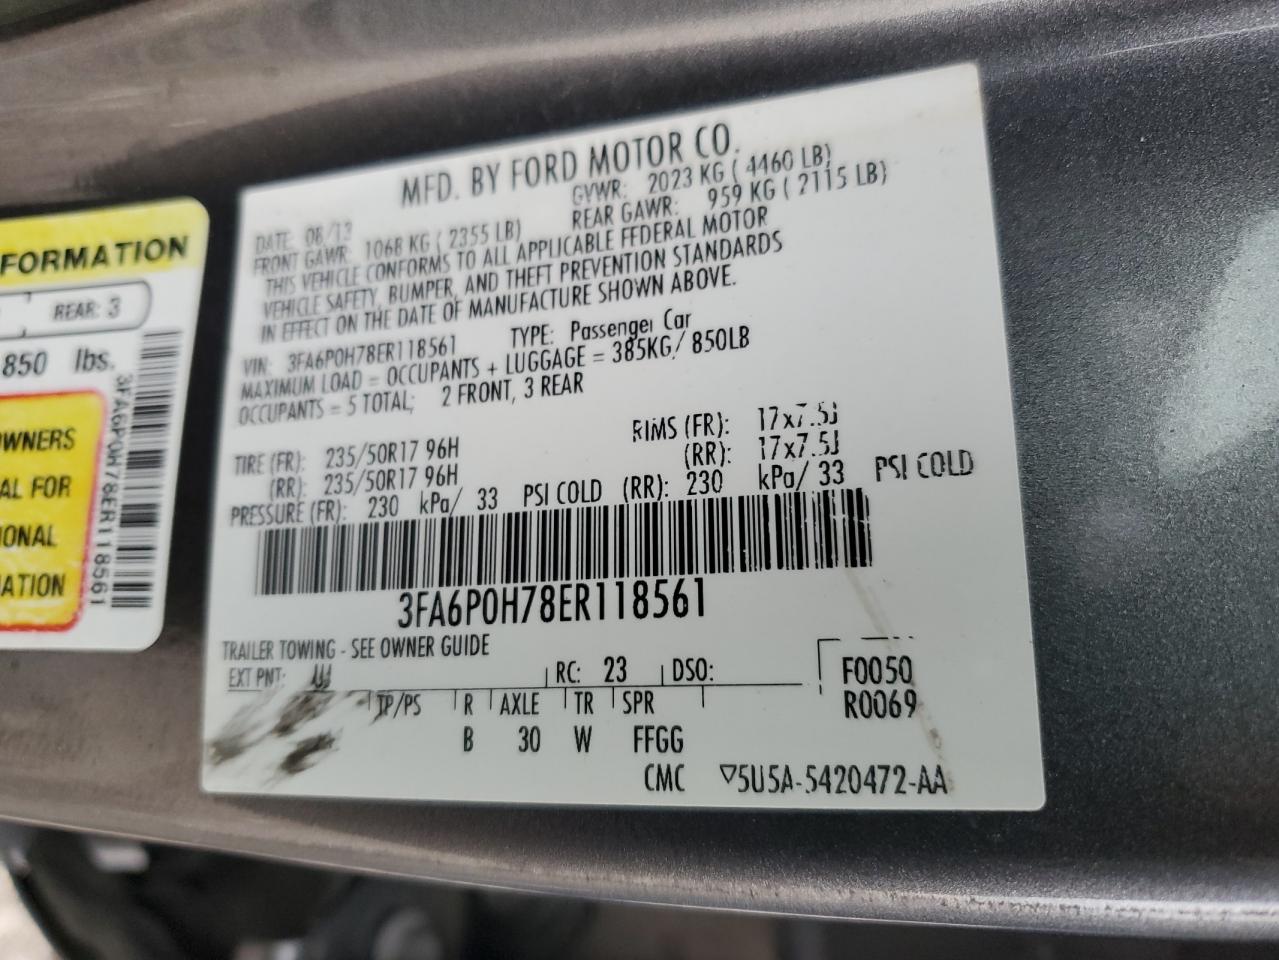 FORMATION
REAR: 3
850 lbs.
OWNERS
AL FOR
IONAL
ATION
3FA6P0H78ER118561
MFD. BY FORD MOTOR CO.
DATE: 08/13 GVWR: 2023 KG ( 4460 LB)
FRONT GAWR: 1068 KG ( 2355 LB) REAR GAWR: 959 KG ( 2115 LB)
THIS VEHICLE CONFORMS TO ALL APPLICABLE FEDERAL MOTOR
VEHICLE SAFETY, BUMPER, AND THEFT PREVENTION STANDARDS
IN EFFECT ON THE DATE OF MANUFACTURE SHOWN ABOVE.
VIN: 3FA6P0H78ER118561 TYPE: Passenger Car
MAXIMUM LOAD = OCCUPANTS + LUGGAGE = 385KG/ 850LB
OCCUPANTS = 5 TOTAL; 2 FRONT, 3 REAR
TIRE (FR): 235/50R17 96H RIMS (FR): 17x7.5J
(RR): 235/50R17 96H (RR): 17x7.5J
PRESSURE (FR): 230 kPa/ 33 PSI COLD (RR): 230 kPa/ 33 PSI COLD
3FA6P0H78ER118561
TRAILER TOWING - SEE OWNER GUIDE
EXT PNT: RC: 23 DSO: F0050
TP/PS R AXLE TR SPR R0069
B 30 W FFGG
CMC ▽5U5A-5420472-AA